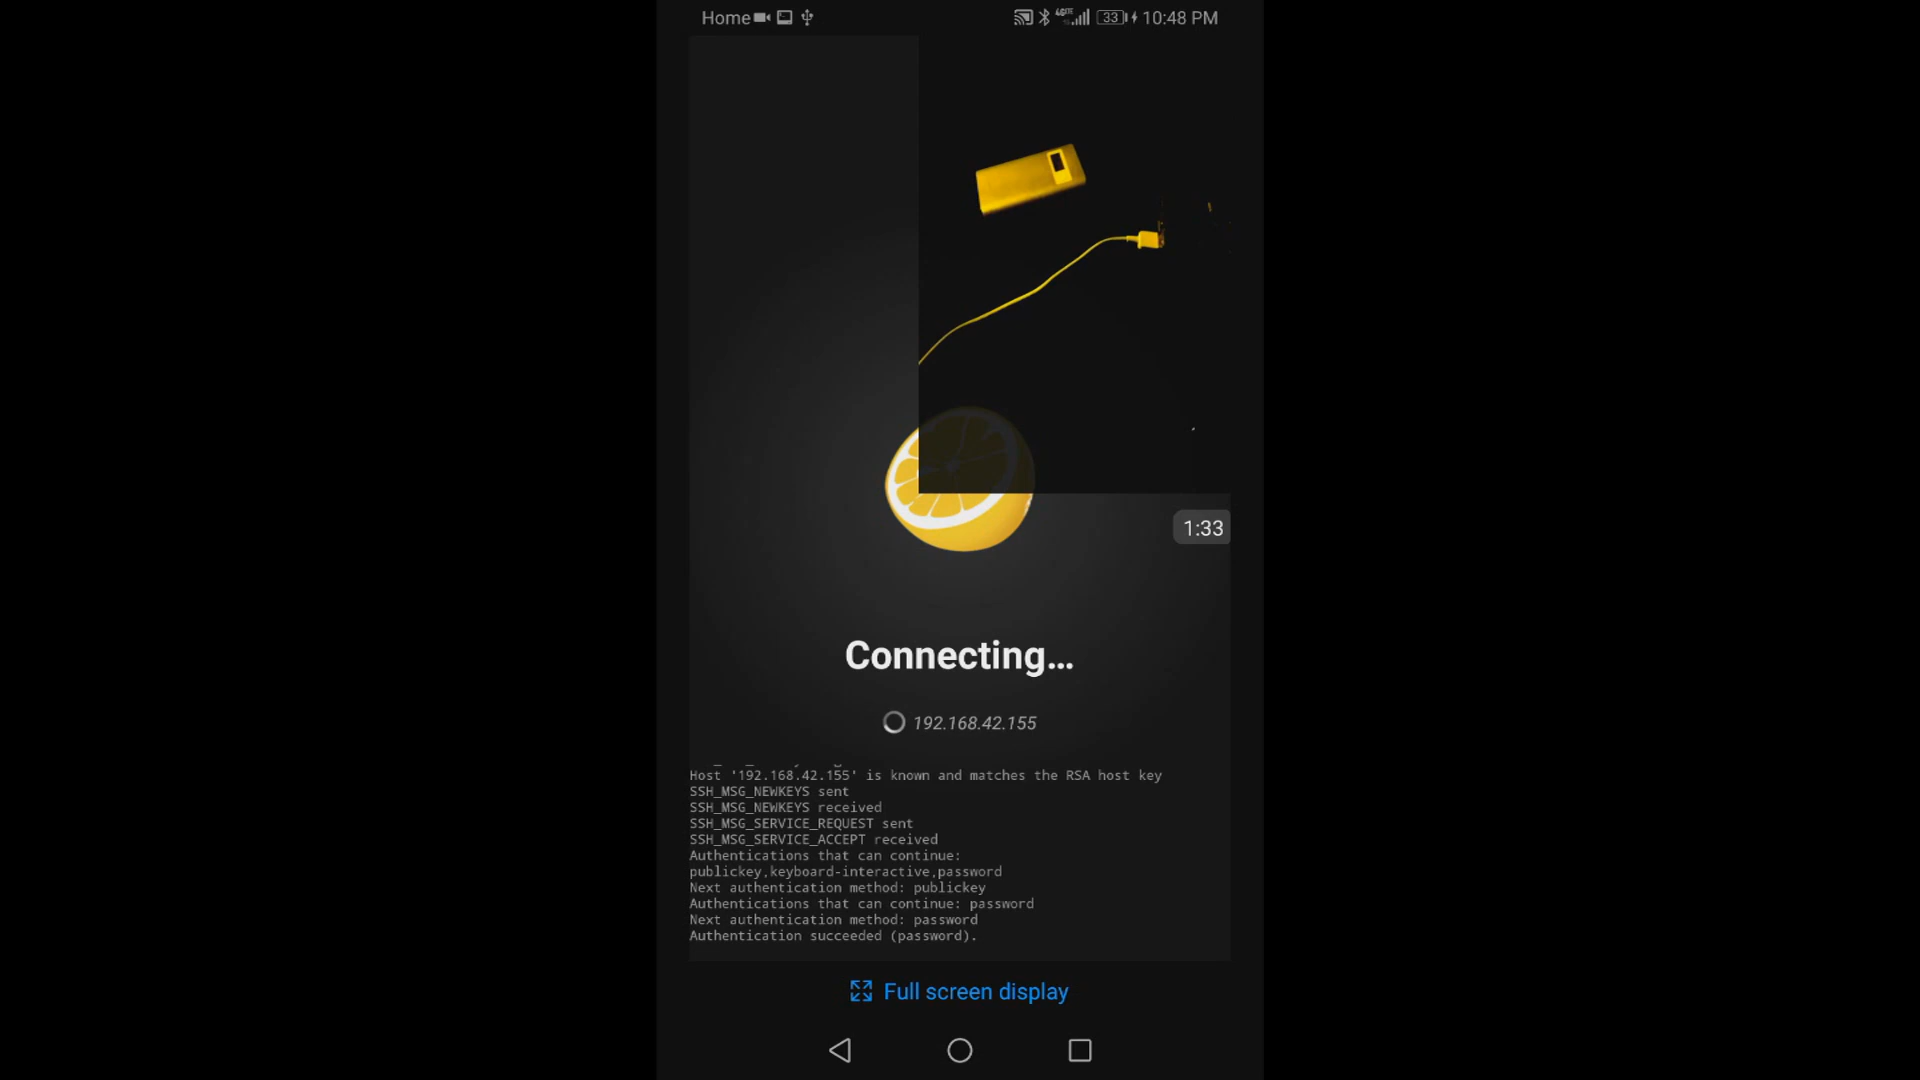 Home 33 10:48 PM
1:33
Connecting...
192.168.42.155
Host '192.168.42.155' is known and matches the RSA host key
SSH_MSG_NEWKEYS sent
SSH_MSG_NEWKEYS received
SSH_MSG_SERVICE_REQUEST sent
SSH_MSG_SERVICE_ACCEPT received
Authentications that can continue:
publickey,keyboard-interactive,password
Next authentication method: publickey
Authentications that can continue: password
Next authentication method: password
Authentication succeeded (password).
Full screen display